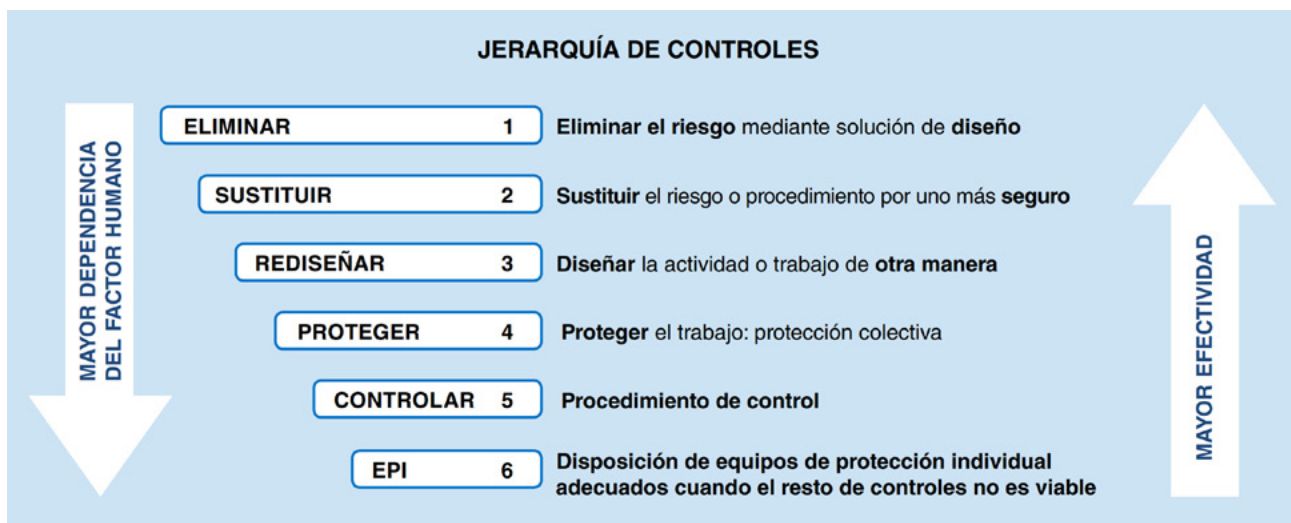 JERARQUÍA DE CONTROLES
MAYOR DEPENDENCIA
DEL FACTOR HUMANO
ELIMINAR 1 Eliminar el riesgo mediante solución de diseño
SUSTITUIR 2 Sustituir el riesgo o procedimiento por uno más seguro
REDISEÑAR 3 Diseñar la actividad o trabajo de otra manera
PROTEGER 4 Proteger el trabajo: protección colectiva
CONTROLAR 5 Procedimiento de control
EPI 6 Disposición de equipos de protección individual
adecuados cuando el resto de controles no es viable
MAYOR EFECTIVIDAD